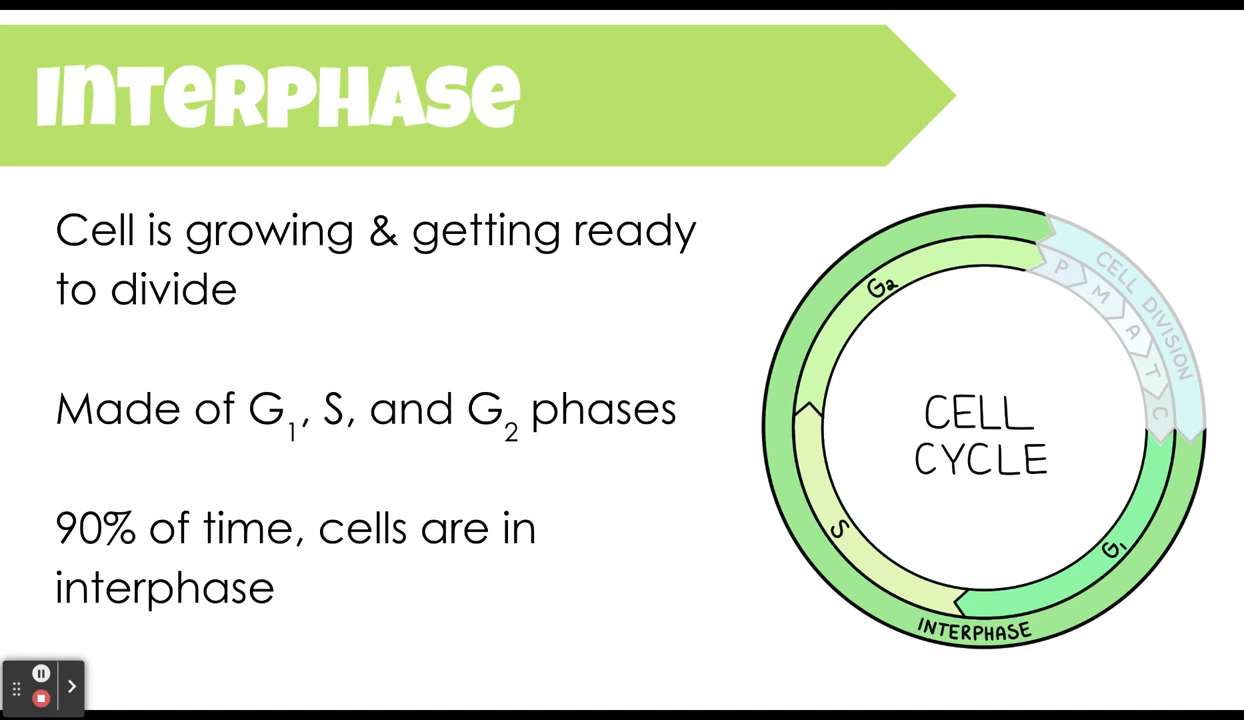 INTERPHASE
Cell is growing & getting ready
to divide
Made of G₁, S, and G₂ phases
90% of time, cells are in
interphase
G₂
P
M
A
T
C
CELL DIVISION
CELL
CYCLE
S
G₁
INTERPHASE